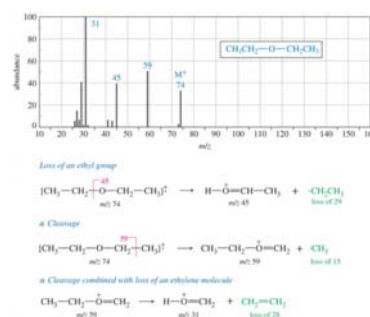 31
CH₃CH₂—O—CH₂CH₃
M⁺
59
74
45
abundance
100
80
60
40
20
0
10 20 30 40 50 60 70 80 90 100 110 120 130 140 150 160
m/z
Loss of an ethyl group
45
[CH₃—CH₂—O—CH₂—CH₃]⁺ → H—O⁺=CH—CH₃ + ·CH₂CH₃
m/z 74 m/z 45 loss of 29
α Cleavage
59
[CH₃—CH₂—O—CH₂—CH₃]⁺ → CH₃—CH₂—O⁺=CH₂ + ·CH₃
m/z 74 m/z 59 loss of 15
α Cleavage combined with loss of an ethylene molecule
CH₃—CH₂—O⁺=CH₂ → H—O⁺=CH₂ + CH₂=CH₂
m/z 59 m/z 31 loss of 28